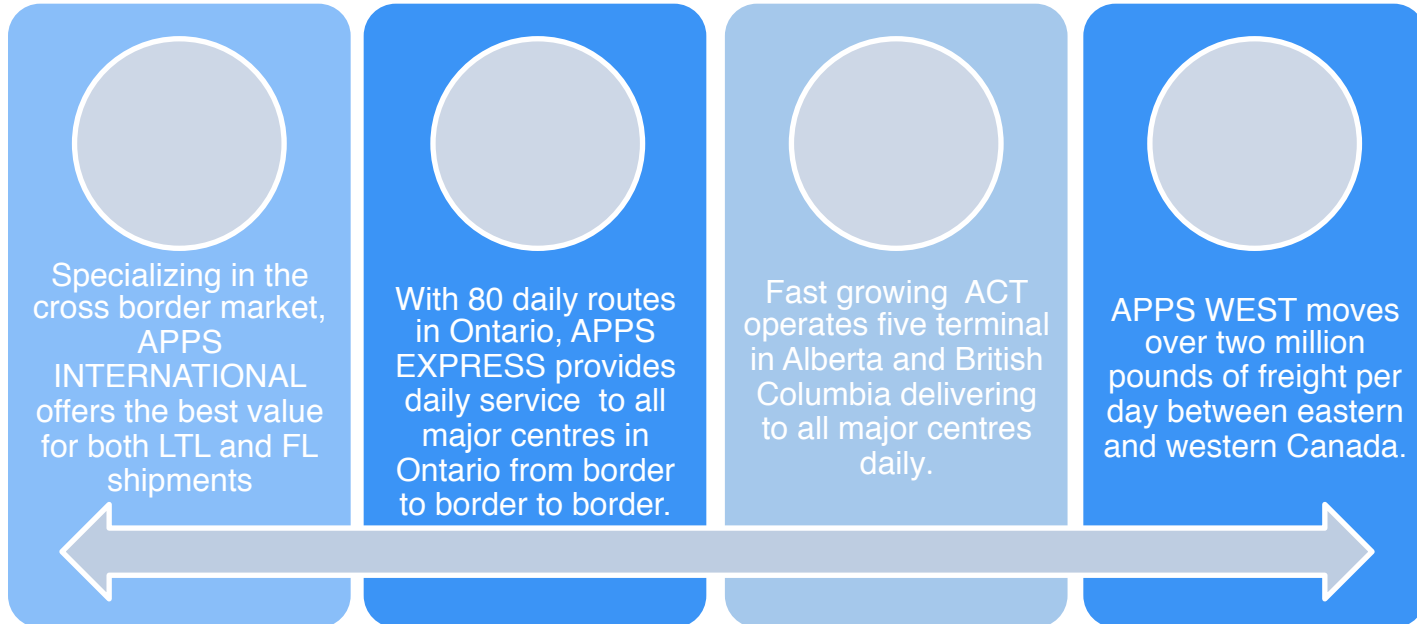 Specializing in the
cross border market,
APPS
INTERNATIONAL
offers the best value
for both LTL and FL
shipments
With 80 daily routes
in Ontario, APPS
EXPRESS provides
daily service  to all
major centres in
Ontario from border
to border to border.
Fast growing  ACT
operates five terminal
in Alberta and British
Columbia delivering
to all major centres
daily.
APPS WEST moves
over two million
pounds of freight per
day between eastern
and western Canada.